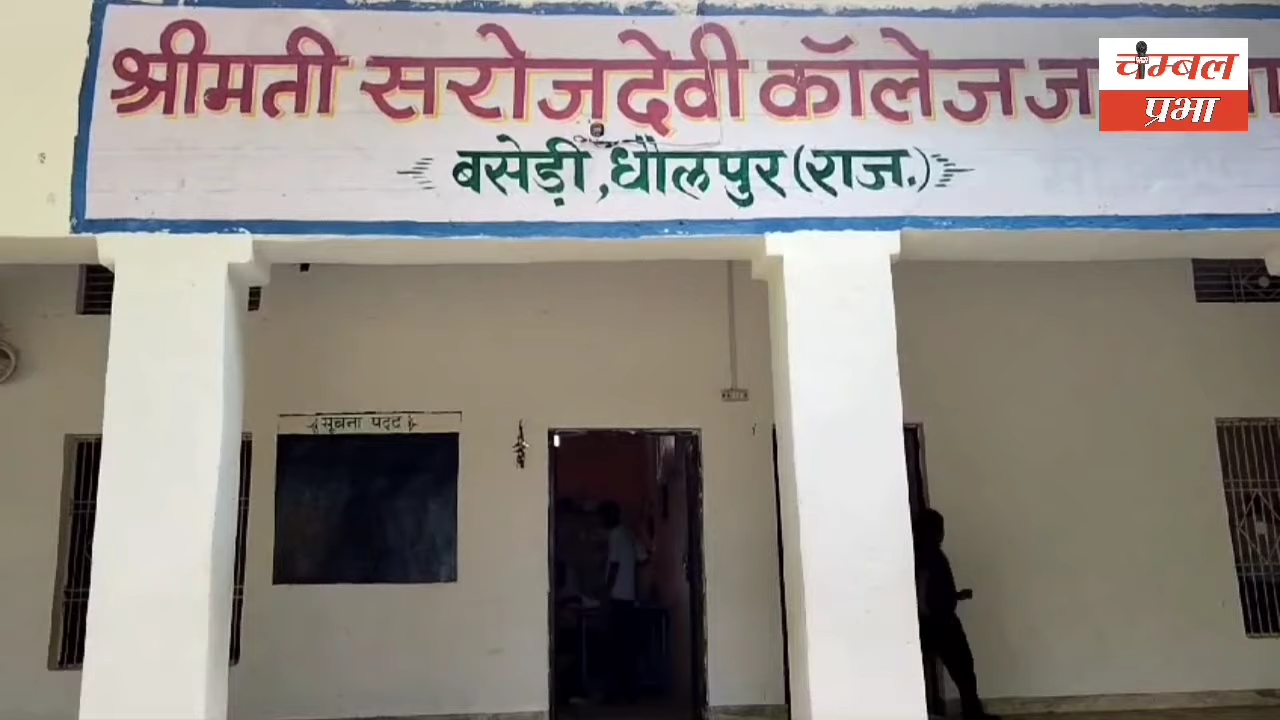 श्रीमती सरोजदेवी कॉलेज
बसेड़ी, धौलपुर (राज.)
चम्बल
प्रभा
सूचना पट्ट